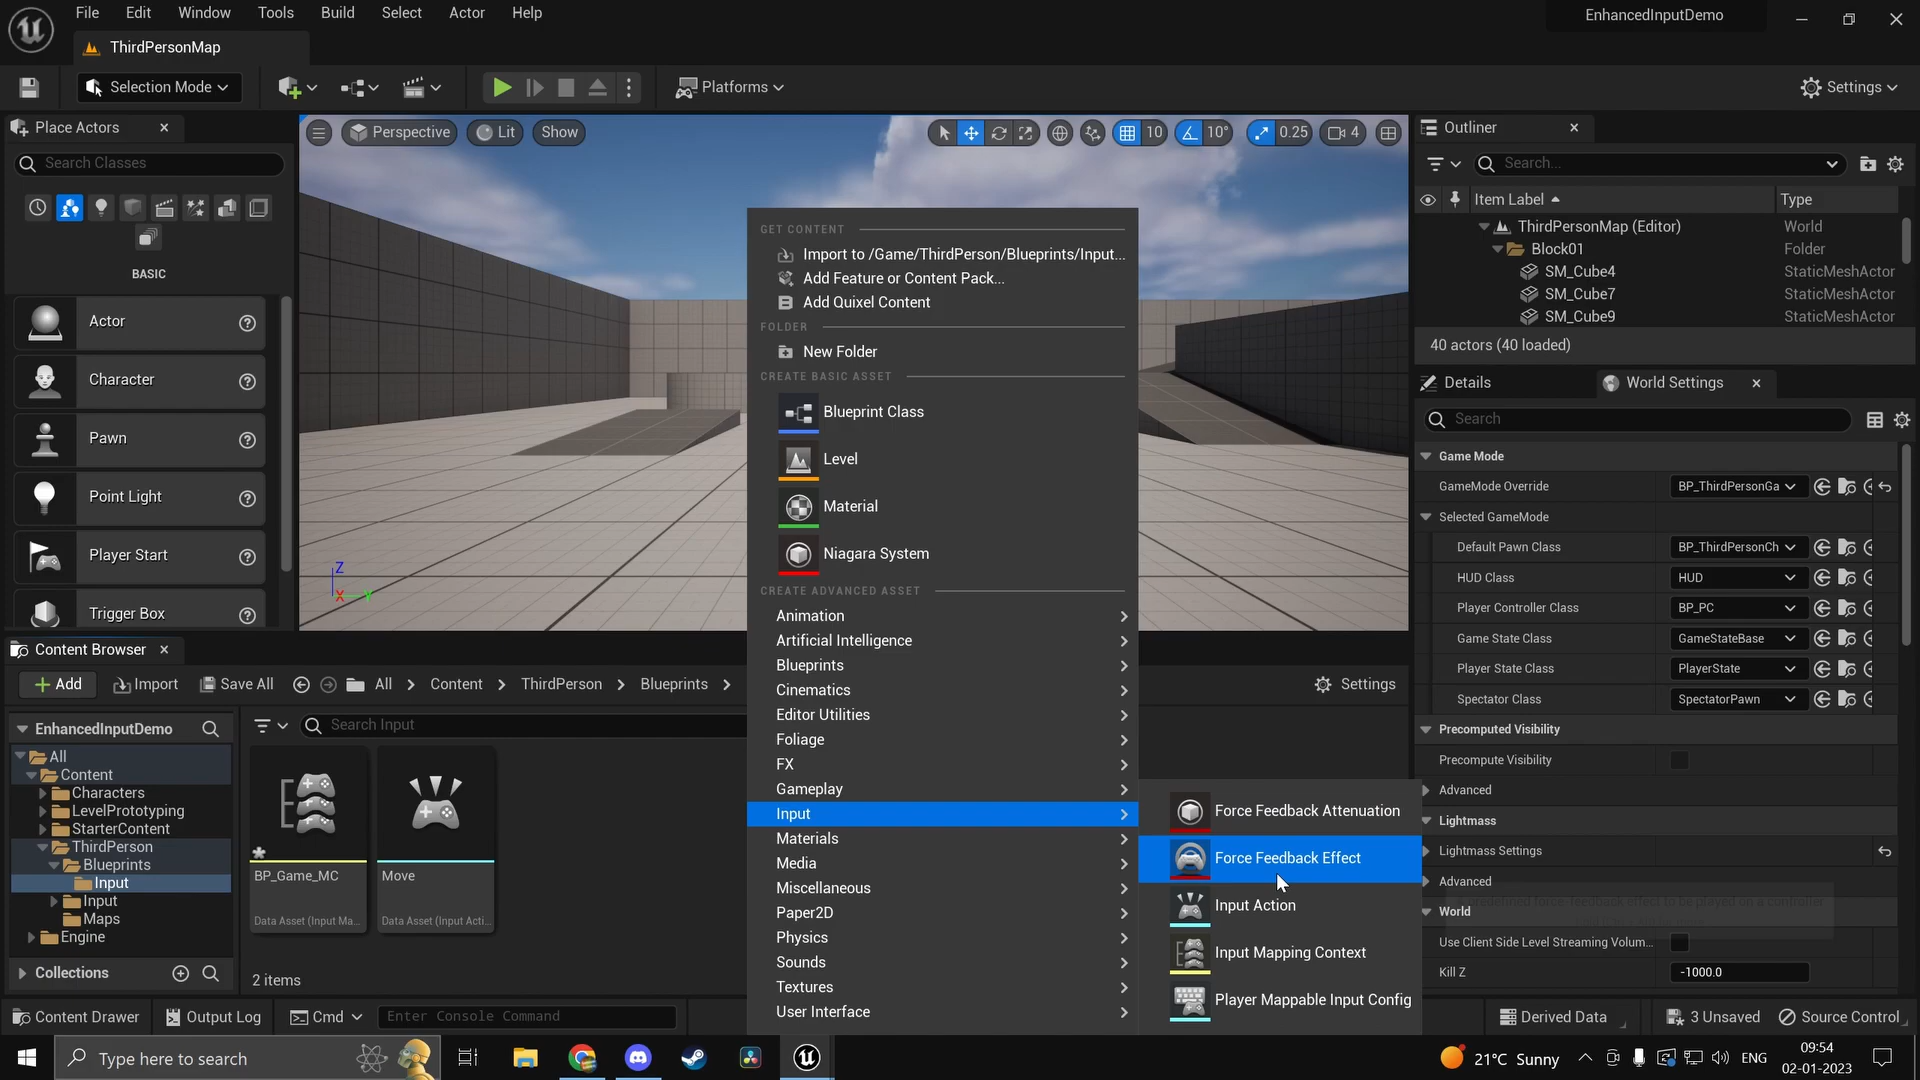 File Edit Window Tools Build Select Actor Help
EnhancedInputDemo
ThirdPersonMap
Selection Mode
Platforms
Settings
Place Actors
Search Classes
BASIC
Actor
Character
Pawn
Point Light
Player Start
Trigger Box
Perspective Lit Show
10 10° 0.25 4
Z
X Y
GET CONTENT
Import to /Game/ThirdPerson/Blueprints/Input...
Add Feature or Content Pack...
Add Quixel Content
FOLDER
New Folder
CREATE BASIC ASSET
Blueprint Class
Level
Material
Niagara System
CREATE ADVANCED ASSET
Animation
Artificial Intelligence
Blueprints
Cinematics
Editor Utilities
Foliage
FX
Gameplay
Input
Materials
Media
Miscellaneous
Paper2D
Physics
Sounds
Textures
User Interface
Force Feedback Attenuation
Force Feedback Effect
Input Action
Input Mapping Context
Player Mappable Input Config
Outliner
Search...
Item Label Type
ThirdPersonMap (Editor) World
Block01 Folder
SM_Cube4 StaticMeshActor
SM_Cube7 StaticMeshActor
SM_Cube9 StaticMeshActor
40 actors (40 loaded)
Details World Settings
Search
Game Mode
GameMode Override BP_ThirdPersonGa
Selected GameMode
Default Pawn Class BP_ThirdPersonCh
HUD Class HUD
Player Controller Class BP_PC
Game State Class GameStateBase
Player State Class PlayerState
Spectator Class SpectatorPawn
Precomputed Visibility
Precompute Visibility
Advanced
Lightmass
Lightmass Settings
Advanced
World
Use Client Side Level Streaming Volum...
Kill Z -1000.0
Content Browser
Add Import Save All All Content ThirdPerson Blueprints
Settings
EnhancedInputDemo
Search Input
All
Content
Characters
LevelPrototyping
StarterContent
ThirdPerson
Blueprints
Input
Input
Maps
Engine
Collections
BP_Game_MC
Data Asset (Input Ma...
Move
Data Asset (Input Acti...
2 items
Content Drawer Output Log Cmd Enter Console Command
Derived Data 3 Unsaved Source Control
Type here to search
21°C Sunny
ENG
09:54
02-01-2023